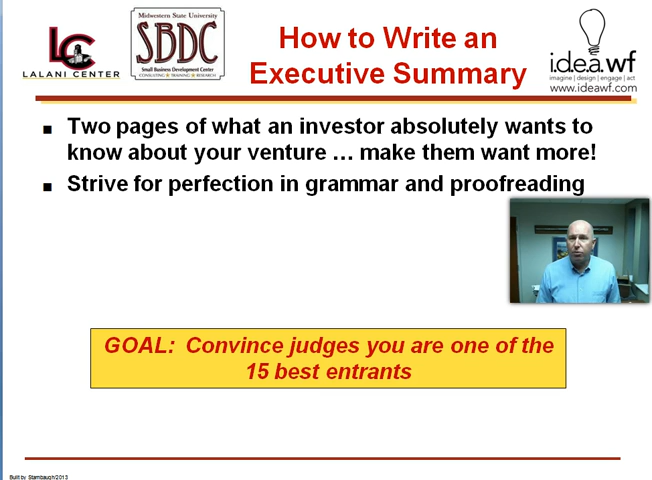 LC
LALANI CENTER
Midwestern State University
SBDC
Small Business Development Center
CONSULTING ★ TRAINING ★ RESEARCH
How to Write an
Executive Summary
i.d.e.a.wf
imagine | design | engage | act
www.ideawf.com
■ Two pages of what an investor absolutely wants to
know about your venture … make them want more!
■ Strive for perfection in grammar and proofreading
GOAL: Convince judges you are one of the
15 best entrants
Built by Stambaugh/2013